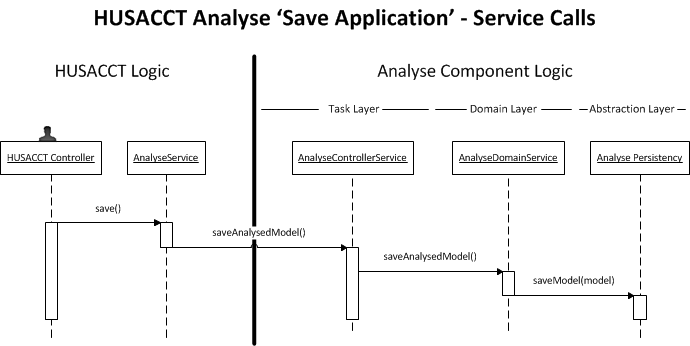 HUSACCT Analyse ‘Save Application’ - Service Calls
HUSACCT Logic
Analyse Component Logic
Task Layer
Domain Layer
Abstraction Layer
HUSACCT Controller
AnalyseService
AnalyseControllerService
AnalyseDomainService
Analyse Persistency
save()
saveAnalysedModel()
saveAnalysedModel()
saveModel(model)